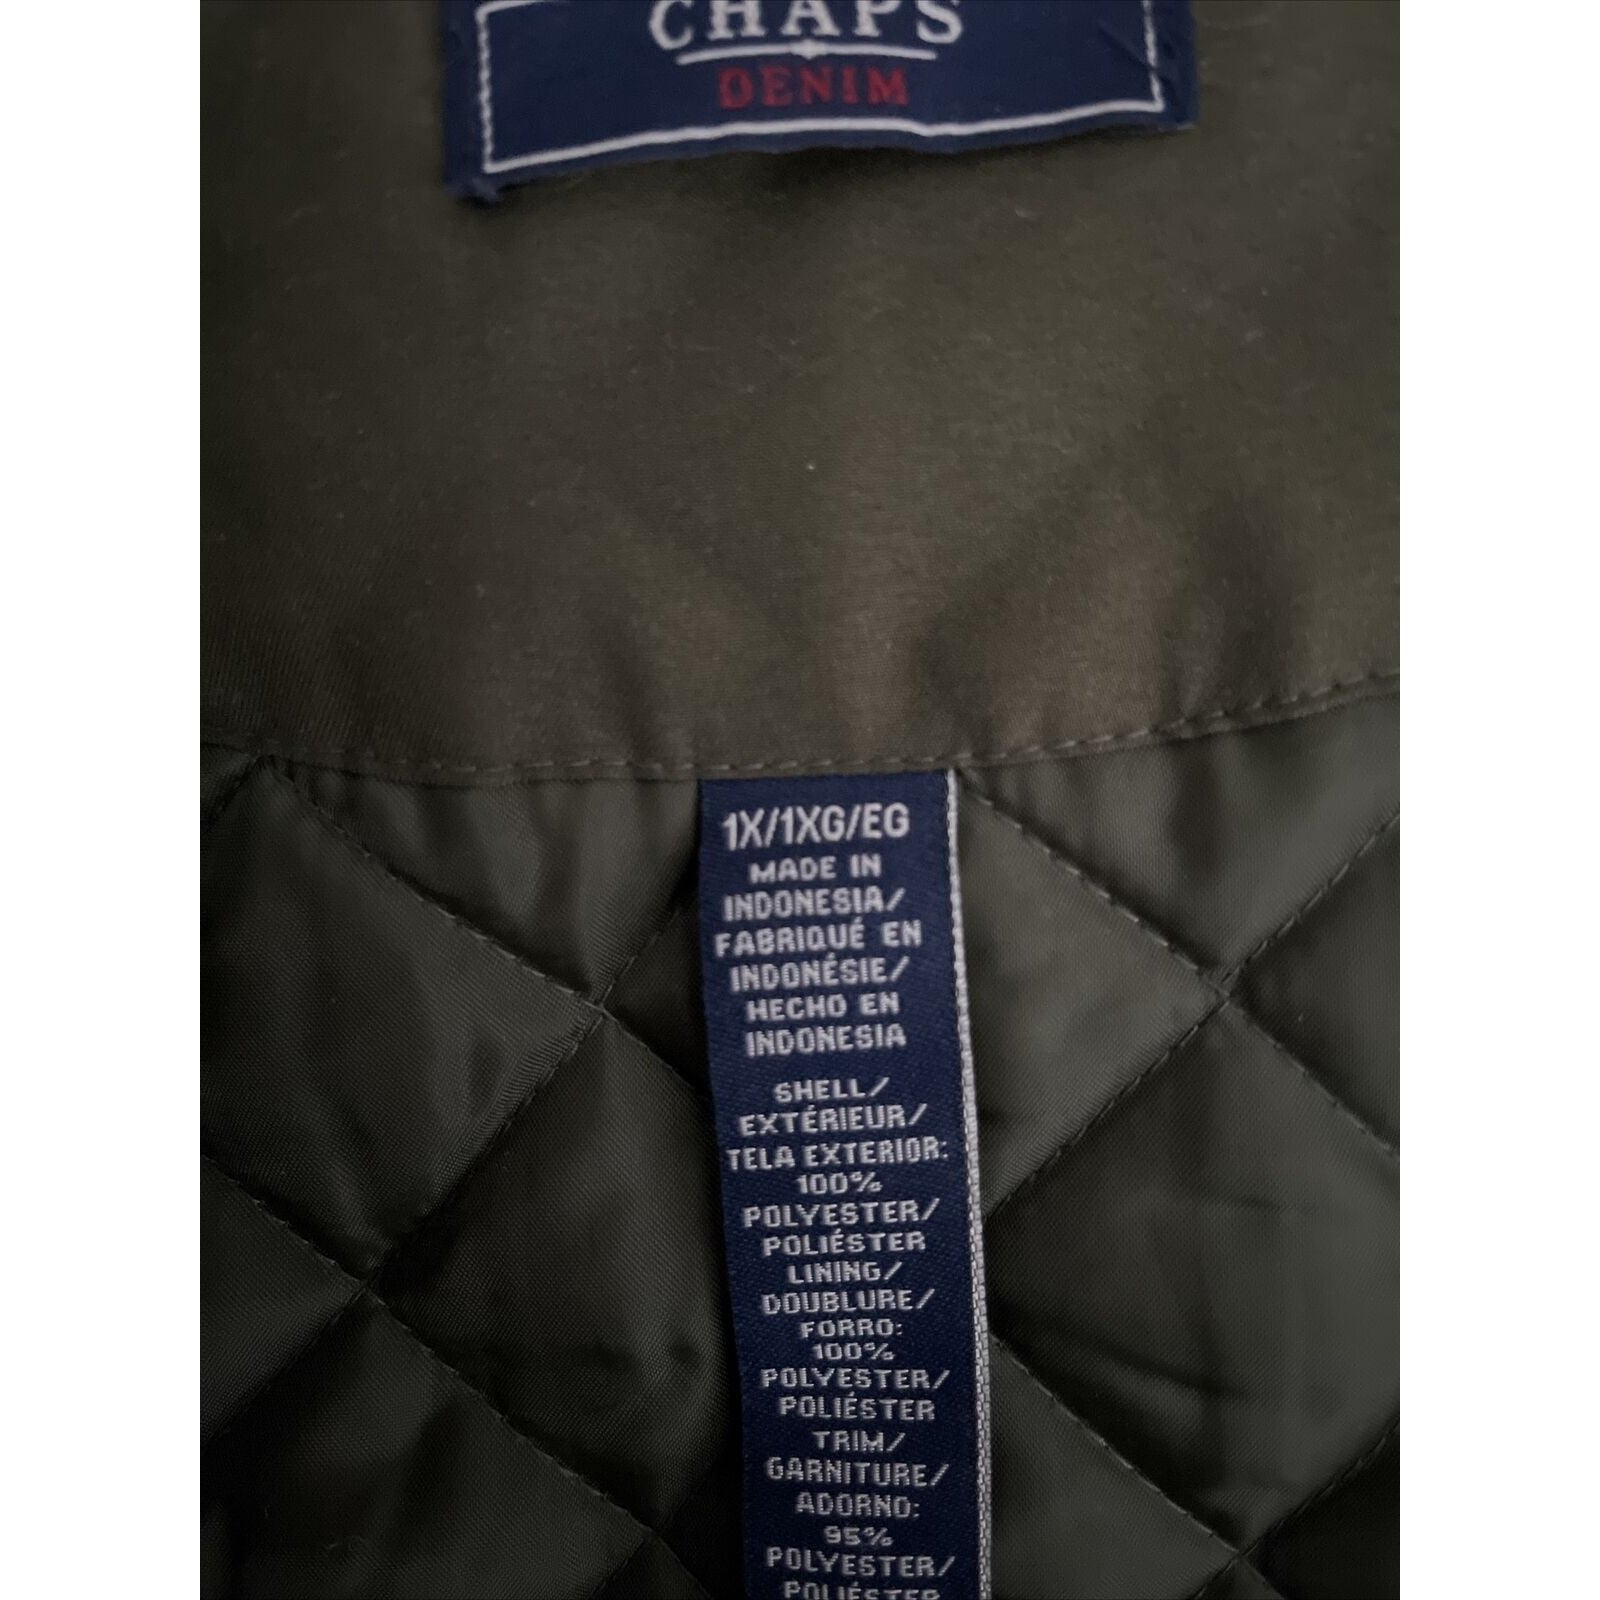 CHAPS
DENIM
1X/1XG/EG
MADE IN
INDONESIA/
FABRIQUÉ EN
INDONÉSIE/
HECHO EN
INDONESIA
SHELL/
EXTÉRIEUR/
TELA EXTERIOR:
100%
POLYESTER/
POLIÉSTER
LINING/
DOUBLURE/
FORRO:
100%
POLYESTER/
POLIÉSTER
TRIM/
GARNITURE/
ADORNO:
95%
POLYESTER/
POLIÉSTER